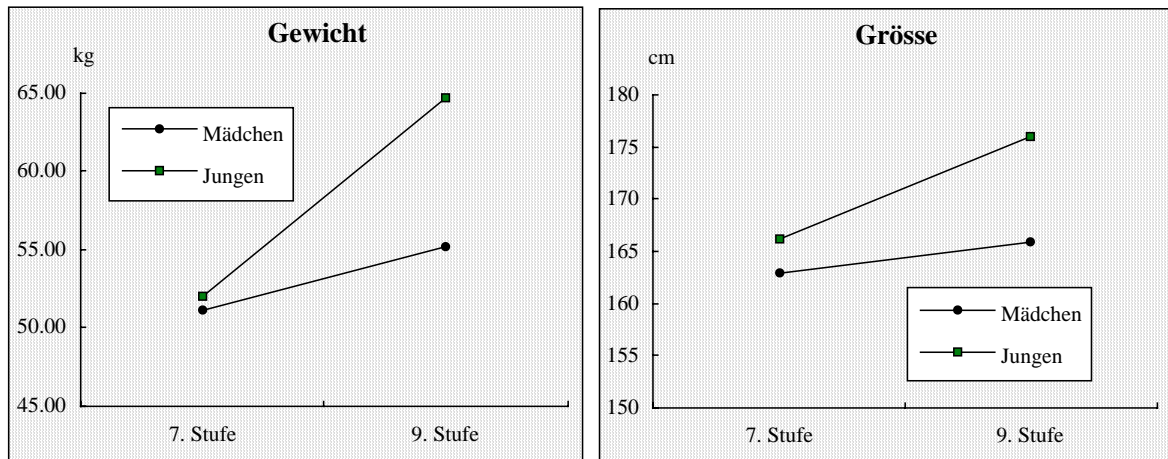 Gewicht
kg
65.00
60.00
55.00
50.00
45.00
Mädchen
Jungen
7. Stufe
9. Stufe
Grösse
cm
180
175
170
165
160
155
150
Mädchen
Jungen
7. Stufe
9. Stufe